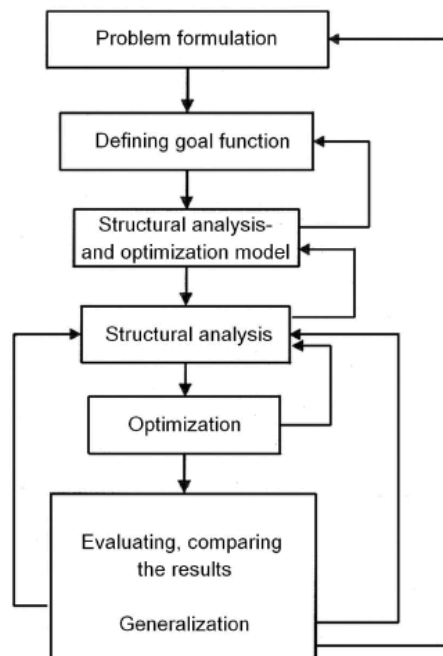 Problem formulation
Defining goal function
Structural analysis-
and optimization model
Structural analysis
Optimization
Evaluating, comparing
the results
Generalization